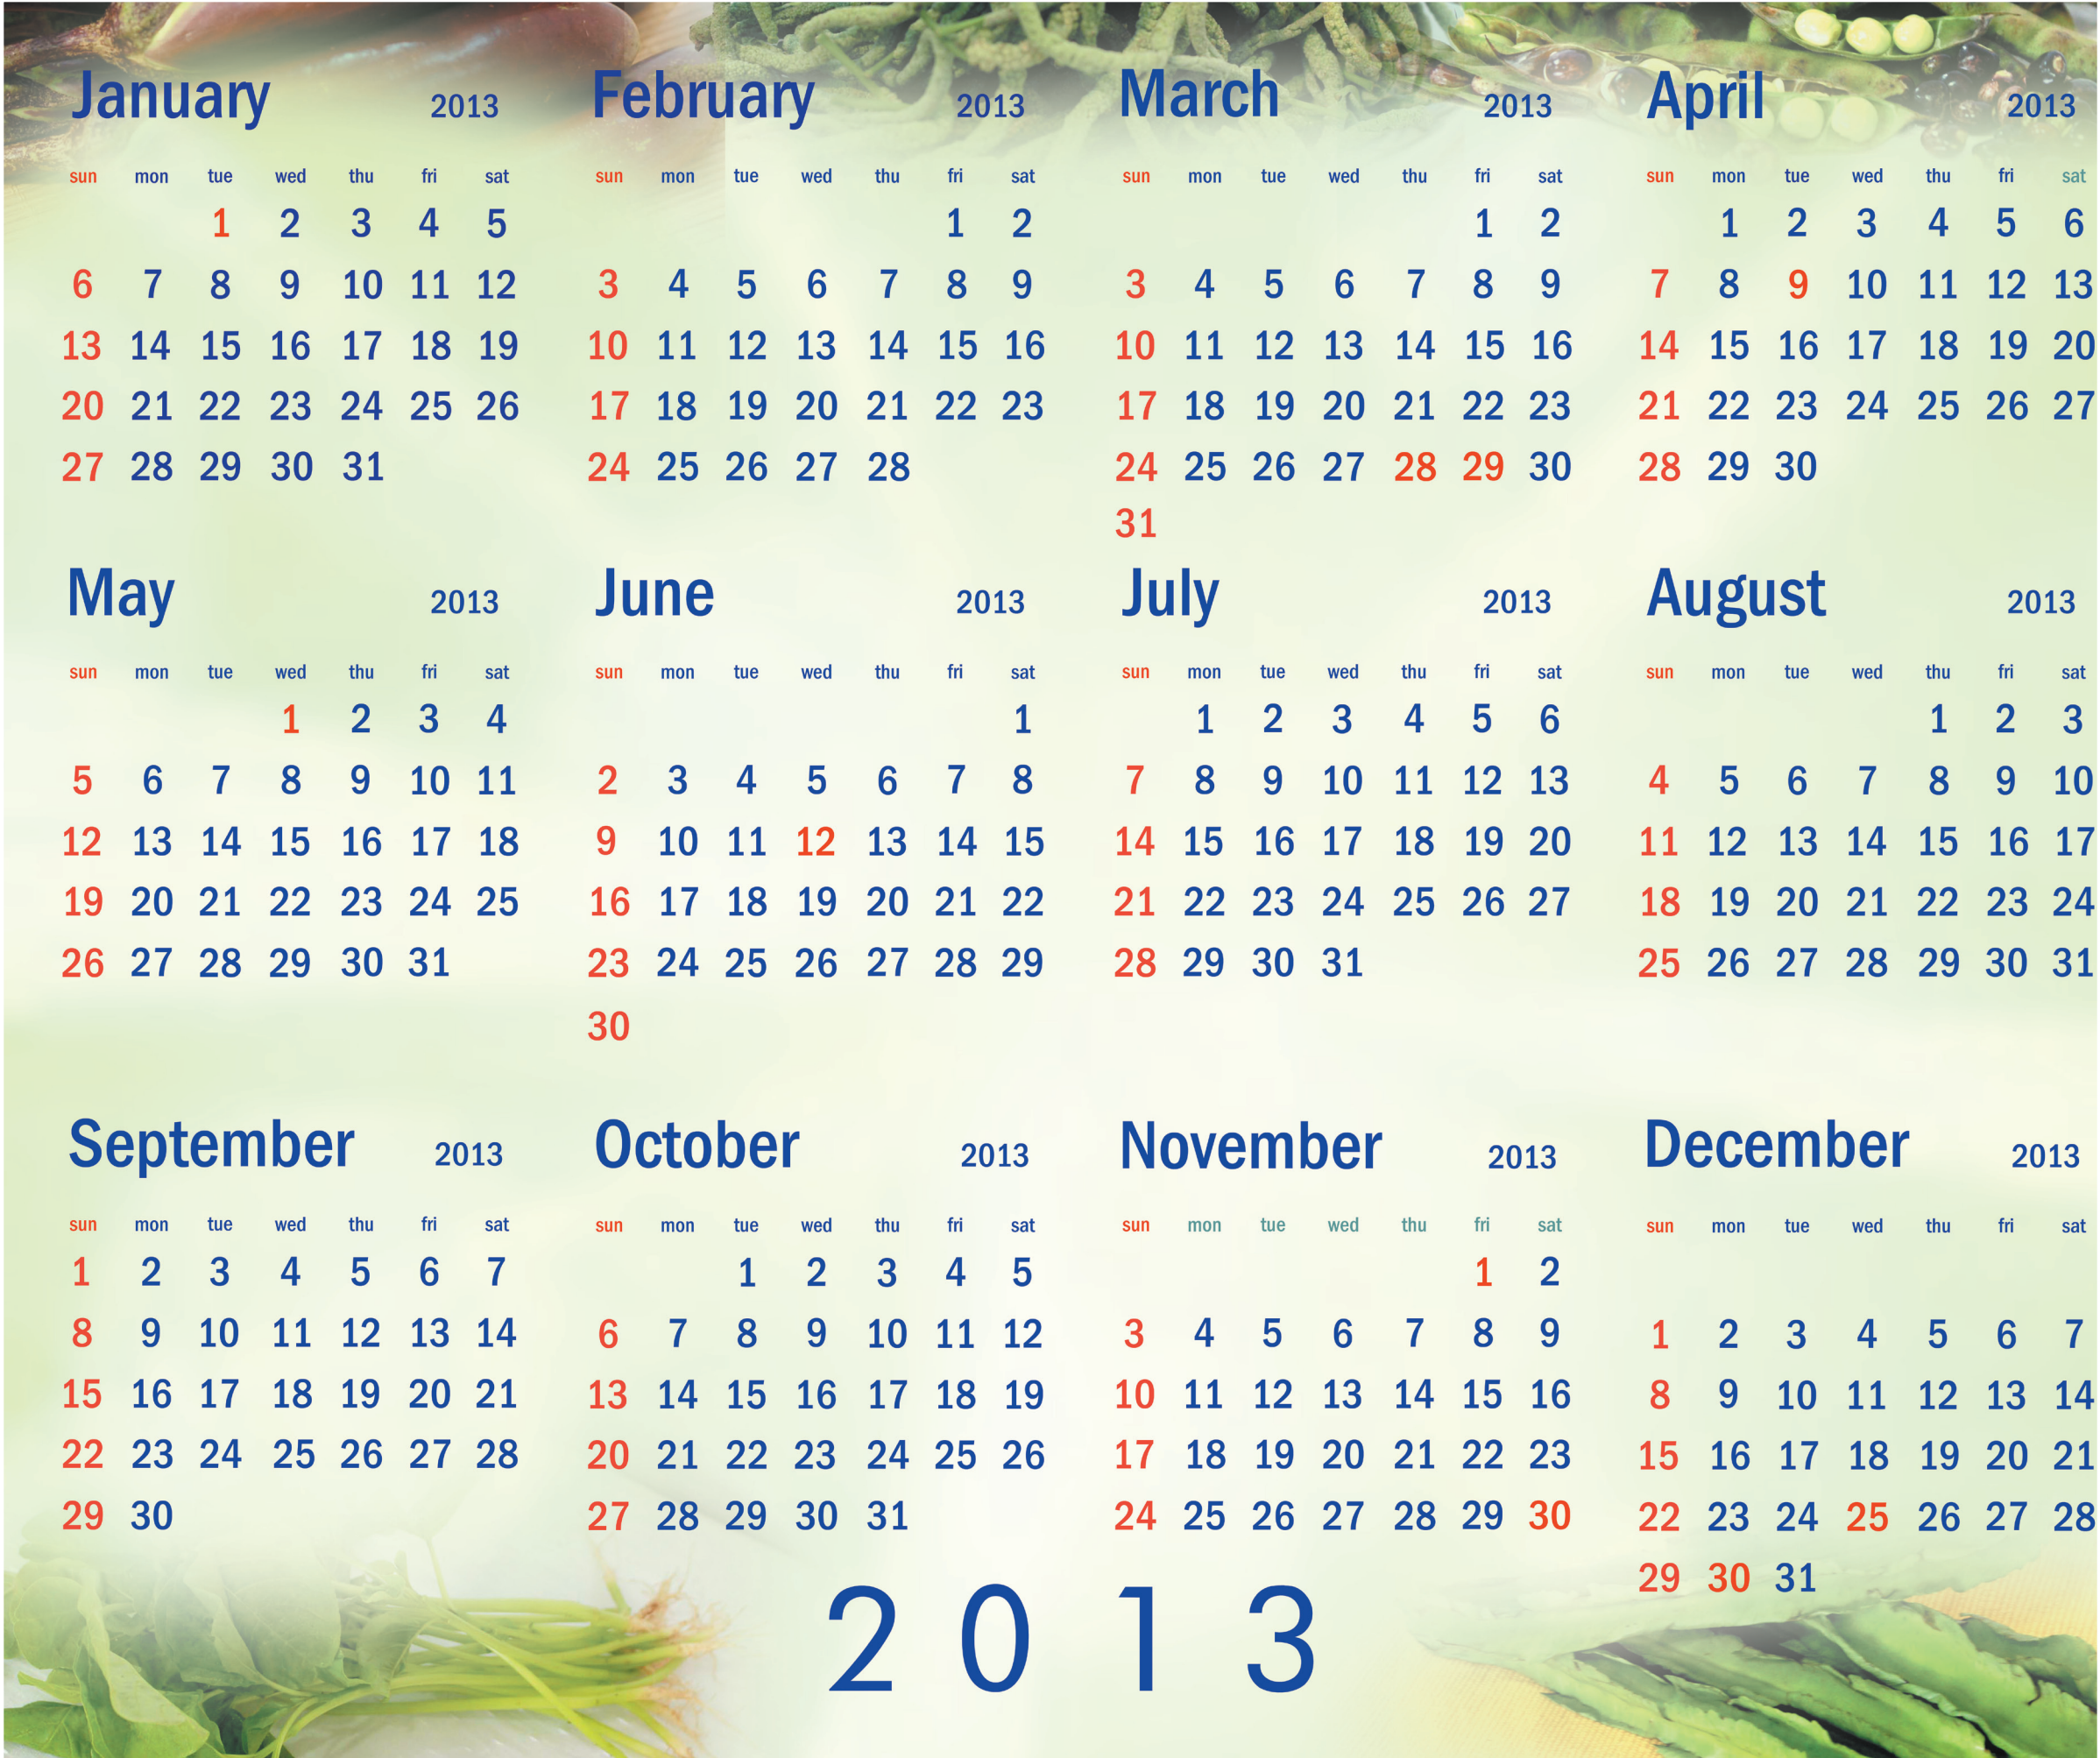 January 2013
sun mon tue wed thu fri sat
1 2 3 4 5
6 7 8 9 10 11 12
13 14 15 16 17 18 19
20 21 22 23 24 25 26
27 28 29 30 31
February 2013
sun mon tue wed thu fri sat
1 2
3 4 5 6 7 8 9
10 11 12 13 14 15 16
17 18 19 20 21 22 23
24 25 26 27 28
March 2013
sun mon tue wed thu fri sat
1 2
3 4 5 6 7 8 9
10 11 12 13 14 15 16
17 18 19 20 21 22 23
24 25 26 27 28 29 30
31
April 2013
sun mon tue wed thu fri sat
1 2 3 4 5 6
7 8 9 10 11 12 13
14 15 16 17 18 19 20
21 22 23 24 25 26 27
28 29 30
May 2013
sun mon tue wed thu fri sat
1 2 3 4
5 6 7 8 9 10 11
12 13 14 15 16 17 18
19 20 21 22 23 24 25
26 27 28 29 30 31
June 2013
sun mon tue wed thu fri sat
1
2 3 4 5 6 7 8
9 10 11 12 13 14 15
16 17 18 19 20 21 22
23 24 25 26 27 28 29
30
July 2013
sun mon tue wed thu fri sat
1 2 3 4 5 6
7 8 9 10 11 12 13
14 15 16 17 18 19 20
21 22 23 24 25 26 27
28 29 30 31
August 2013
sun mon tue wed thu fri sat
1 2 3
4 5 6 7 8 9 10
11 12 13 14 15 16 17
18 19 20 21 22 23 24
25 26 27 28 29 30 31
September 2013
sun mon tue wed thu fri sat
1 2 3 4 5 6 7
8 9 10 11 12 13 14
15 16 17 18 19 20 21
22 23 24 25 26 27 28
29 30
October 2013
sun mon tue wed thu fri sat
1 2 3 4 5
6 7 8 9 10 11 12
13 14 15 16 17 18 19
20 21 22 23 24 25 26
27 28 29 30 31
November 2013
sun mon tue wed thu fri sat
1 2
3 4 5 6 7 8 9
10 11 12 13 14 15 16
17 18 19 20 21 22 23
24 25 26 27 28 29 30
December 2013
sun mon tue wed thu fri sat
1 2 3 4 5 6 7
8 9 10 11 12 13 14
15 16 17 18 19 20 21
22 23 24 25 26 27 28
29 30 31
2013